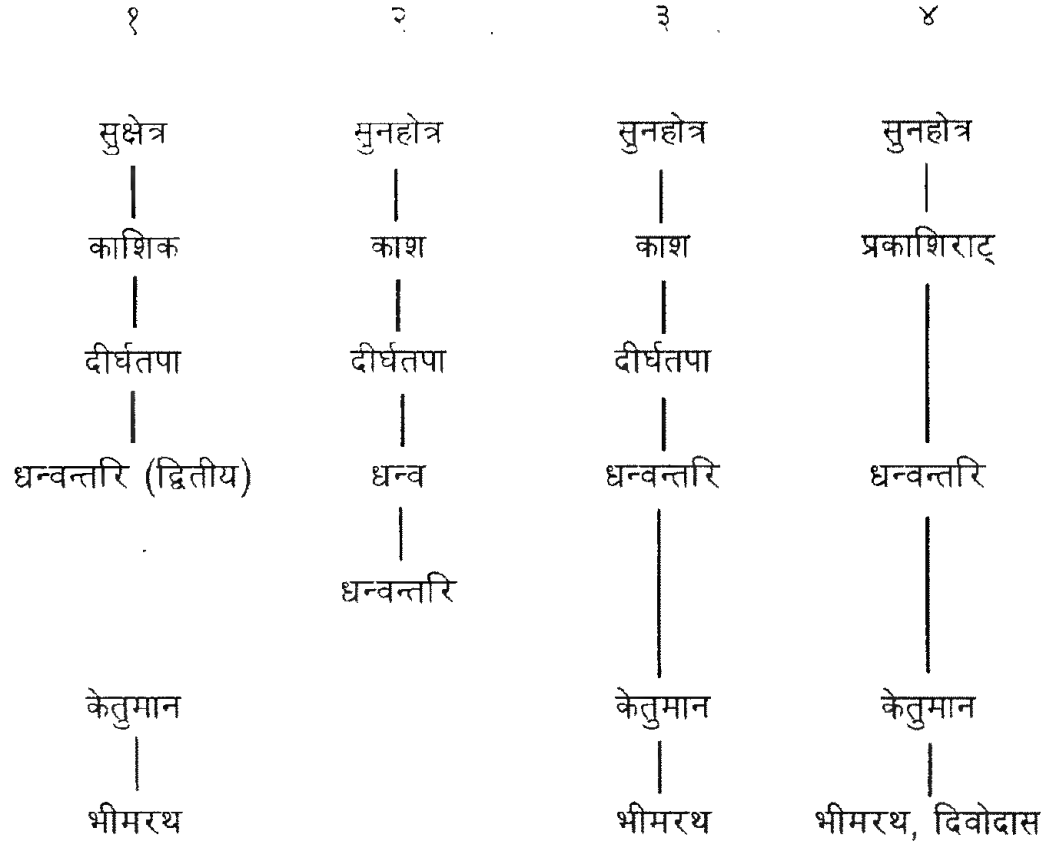 १ २ ३ ४
सुक्षेत्र सुनहोत्र सुनहोत्र सुनहोत्र
काशिक काश काश प्रकाशिराट्
दीर्घतपा दीर्घतपा दीर्घतपा
धन्वन्तरि (द्वितीय) धन्व धन्वन्तरि धन्वन्तरि
धन्वन्तरि
केतुमान केतुमान केतुमान
भीमरथ भीमरथ भीमरथ, दिवोदास